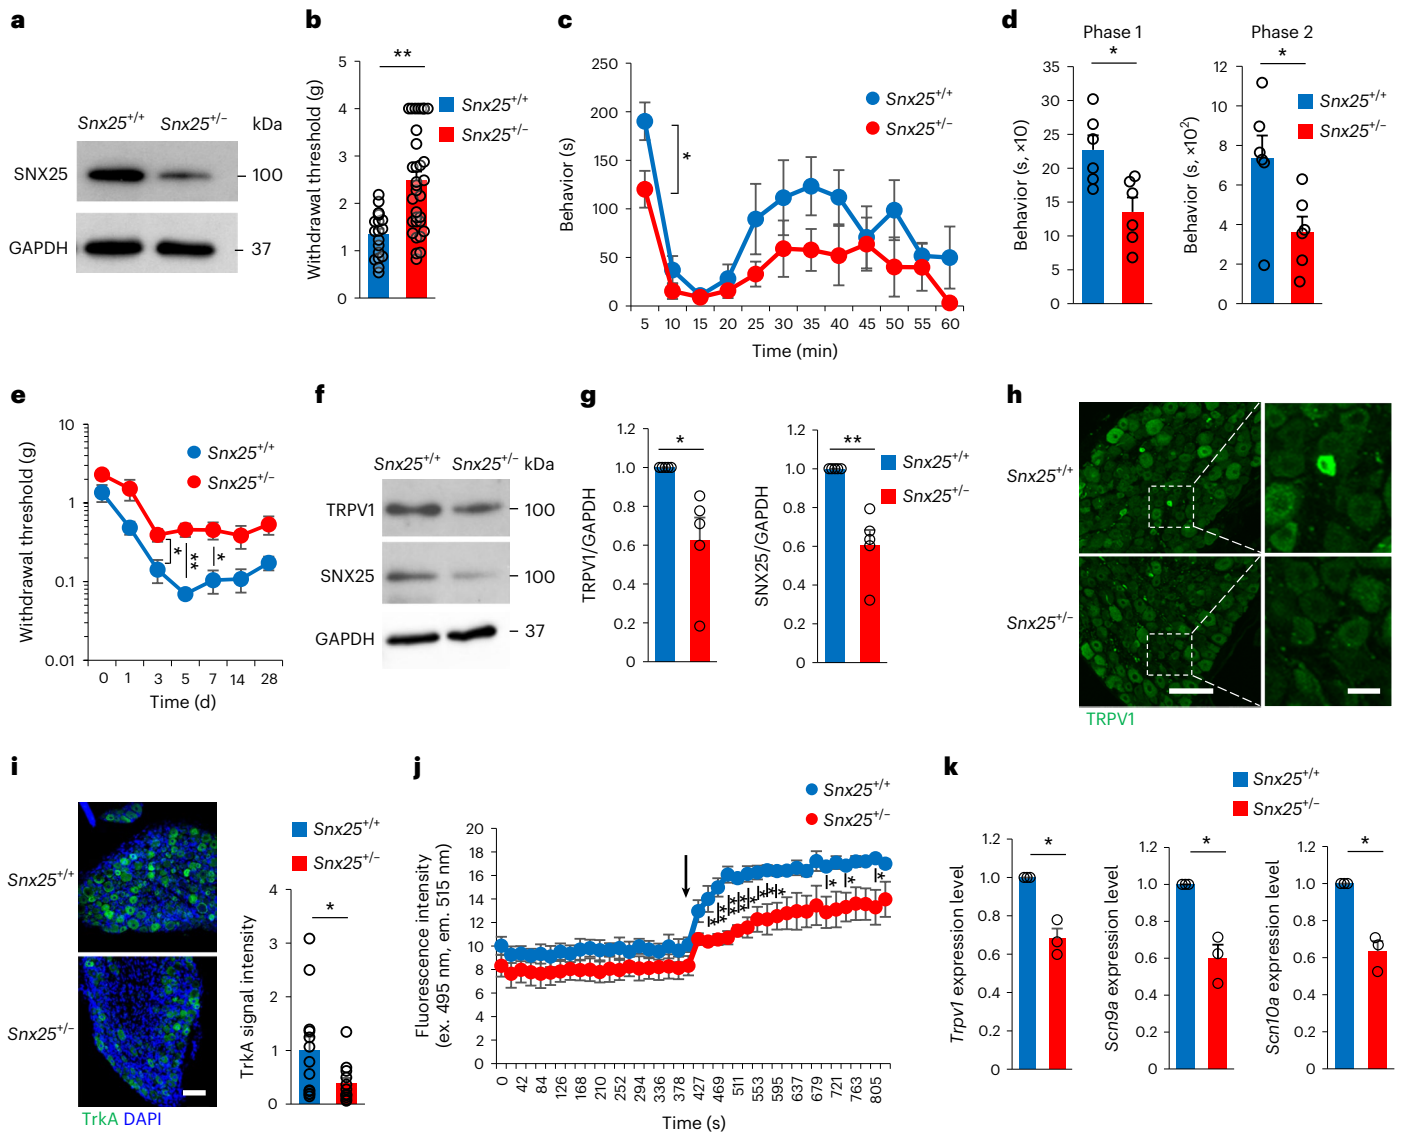 a
Snx25+/+ Snx25+/− kDa
SNX25
100
GAPDH
37
b
Withdrawal threshold (g)
5
4
3
2
1
0
**
Snx25+/+
Snx25+/−
c
Behavior (s)
250
200
150
100
50
0
*
Snx25+/+
Snx25+/−
5 10 15 20 25 30 35 40 45 50 55 60
Time (min)
d
Phase 1
*
Behavior (s, ×10)
35
30
25
20
15
10
5
0
Phase 2
*
Behavior (s, ×10⁻²)
12
10
8
6
4
2
0
Snx25+/+
Snx25+/−
e
Withdrawal threshold (g)
10
1
0.1
0.01
Snx25+/+
Snx25+/−
* *** *
0 1 3 5 7 14 28
Time (d)
f
Snx25+/+ Snx25+/− kDa
TRPV1
100
SNX25
100
GAPDH
37
g
TRPV1/GAPDH
1.2
1.0
0.8
0.6
0.4
0.2
0
*
SNX25/GAPDH
1.2
1.0
0.8
0.6
0.4
0.2
0
**
Snx25+/+
Snx25+/−
h
Snx25+/+
Snx25+/−
TRPV1
i
Snx25+/+
Snx25+/−
TrkA DAPI
Snx25+/+
Snx25+/−
TrkA signal intensity
4
3
2
1
0
*
j
Snx25+/+
Snx25+/−
Fluorescence intensity
(ex. 495 nm, em. 515 nm)
20
18
16
14
12
10
8
6
4
2
0
0 42 84 126 168 210 252 294 336 378 427 469 511 553 595 637 679 721 763 805
Time (s)
k
Snx25+/+
Snx25+/−
Trpv1 expression level
1.2
1.0
0.8
0.6
0.4
0.2
0
*
Scn9a expression level
1.2
1.0
0.8
0.6
0.4
0.2
0
*
Scn10a expression level
1.2
1.0
0.8
0.6
0.4
0.2
0
*